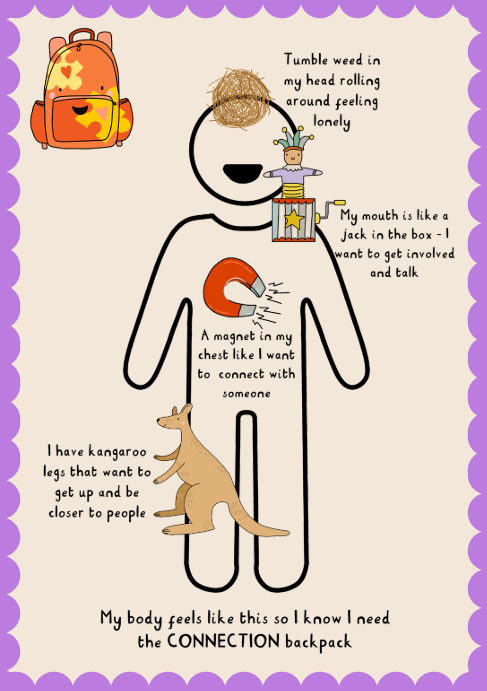 Tumble weed in
my head rolling
around feeling
lonely
My mouth is like a
jack in the box - I
want to get involved
and talk
A magnet in my
chest like I want
to connect with
someone
I have kangaroo
legs that want to
get up and be
closer to people
My body feels like this so I know I need
the CONNECTION backpack